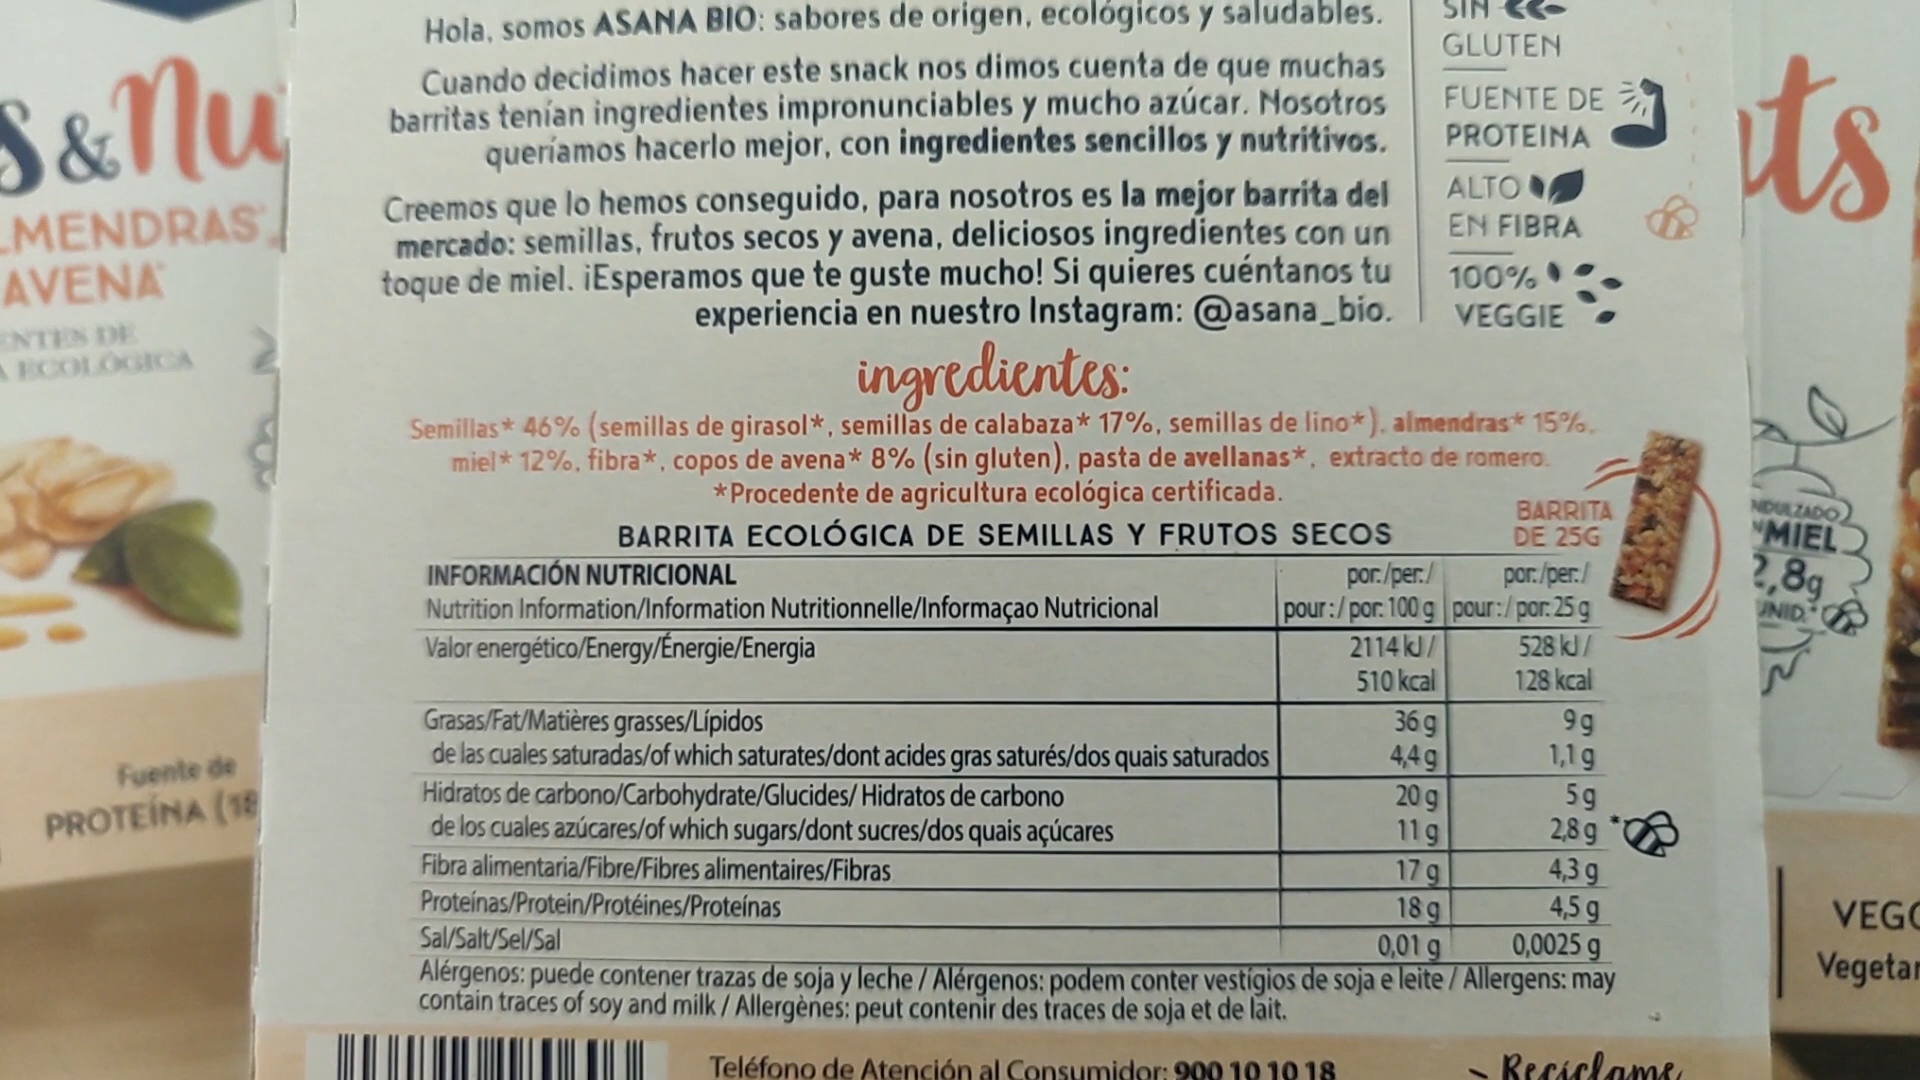 Hola, somos ASANA BIO: sabores de origen, ecológicos y saludables.
Cuando decidimos hacer este snack nos dimos cuenta de que muchas
barritas tenían ingredientes impronunciables y mucho azúcar. Nosotros
queríamos hacerlo mejor, con ingredientes sencillos y nutritivos.
Creemos que lo hemos conseguido, para nosotros es la mejor barrita del
mercado: semillas, frutos secos y avena, deliciosos ingredientes con un
toque de miel. ¡Esperamos que te guste mucho! Si quieres cuéntanos tu
experiencia en nuestro Instagram: @asana_bio.
SIN
GLUTEN
FUENTE DE
PROTEINA
ALTO
EN FIBRA
100%
VEGGIE
ingredientes:
Semillas* 46% (semillas de girasol*, semillas de calabaza* 17%, semillas de lino*), almendras* 15%,
miel* 12%, fibra*, copos de avena* 8% (sin gluten), pasta de avellanas*, extracto de romero.
*Procedente de agricultura ecológica certificada.
BARRITA
DE 25G
BARRITA ECOLÓGICA DE SEMILLAS Y FRUTOS SECOS
INFORMACIÓN NUTRICIONAL por:/per:/ por:/per:/
Nutrition Information/Information Nutritionnelle/Informaçao Nutricional pour:/por: 100 g pour:/por: 25 g
Valor energético/Energy/Énergie/Energia 2114 kJ/ 528 kJ/
510 kcal 128 kcal
Grasas/Fat/Matières grasses/Lípidos 36 g 9 g
de las cuales saturadas/of which saturates/dont acides gras saturés/dos quais saturados 4,4 g 1,1 g
Hidratos de carbono/Carbohydrate/Glucides/ Hidratos de carbono 20 g 5 g
de los cuales azúcares/of which sugars/dont sucres/dos quais açúcares 11 g 2,8 g *
Fibra alimentaria/Fibre/Fibres alimentaires/Fibras 17 g 4,3 g
Proteínas/Protein/Protéines/Proteínas 18 g 4,5 g
Sal/Salt/Sel/Sal 0,01 g 0,0025 g
Alérgenos: puede contener trazas de soja y leche / Alérgenos: podem conter vestígios de soja e leite / Allergens: may
contain traces of soy and milk / Allergènes: peut contenir des traces de soja et de lait.
Teléfono de Atención al Consumidor: 900 10 10 18
~ Recíclame
s & Nu
LMENDRAS
AVENA
ENTES DE
A ECOLÓGICA
Fuente de
PROTEÍNA (18
uts
NDULZADO
N MIEL
2,8g
UNID.*
VEGG
Vegetar